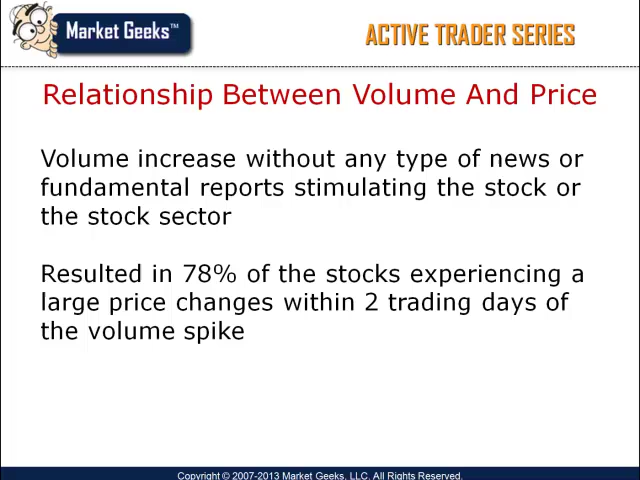 Market Geeks™
ACTIVE TRADER SERIES
Relationship Between Volume And Price
Volume increase without any type of news or
fundamental reports stimulating the stock or
the stock sector
Resulted in 78% of the stocks experiencing a
large price changes within 2 trading days of
the volume spike
Copyright © 2007-2013 Market Geeks, LLC. All Rights Reserved.